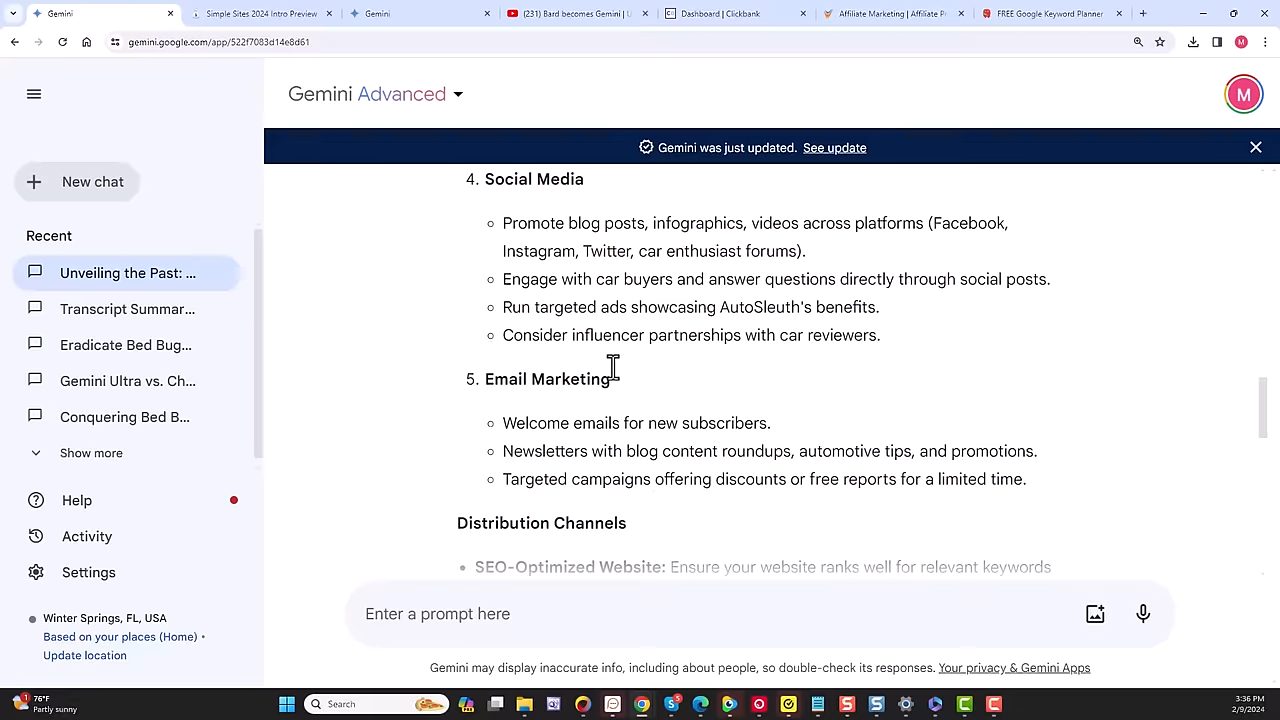 Gemini
Simple Sites 2024 Intro Preview
Gemini
(231) Bard becomes Gemini | U
Dashboard | Clickbank
Affiliate Marketing | Affiliate P
FREE Google Keyword Planner
gemini.google.com/app/522f7083d14e8d61
M
Gemini Advanced
M
Gemini was just updated. See update
New chat
Recent
Unveiling the Past: ...
Transcript Summar...
Eradicate Bed Bug...
Gemini Ultra vs. Ch...
Conquering Bed B...
Show more
Help
Activity
Settings
Winter Springs, FL, USA
Based on your places (Home) •
Update location
4. Social Media
Promote blog posts, infographics, videos across platforms (Facebook,
Instagram, Twitter, car enthusiast forums).
Engage with car buyers and answer questions directly through social posts.
Run targeted ads showcasing AutoSleuth's benefits.
Consider influencer partnerships with car reviewers.
5. Email Marketing
Welcome emails for new subscribers.
Newsletters with blog content roundups, automotive tips, and promotions.
Targeted campaigns offering discounts or free reports for a limited time.
Distribution Channels
SEO-Optimized Website: Ensure your website ranks well for relevant keywords
Enter a prompt here
Gemini may display inaccurate info, including about people, so double-check its responses. Your privacy & Gemini Apps
1
76°F
Partly sunny
Search
3:36 PM
2/9/2024